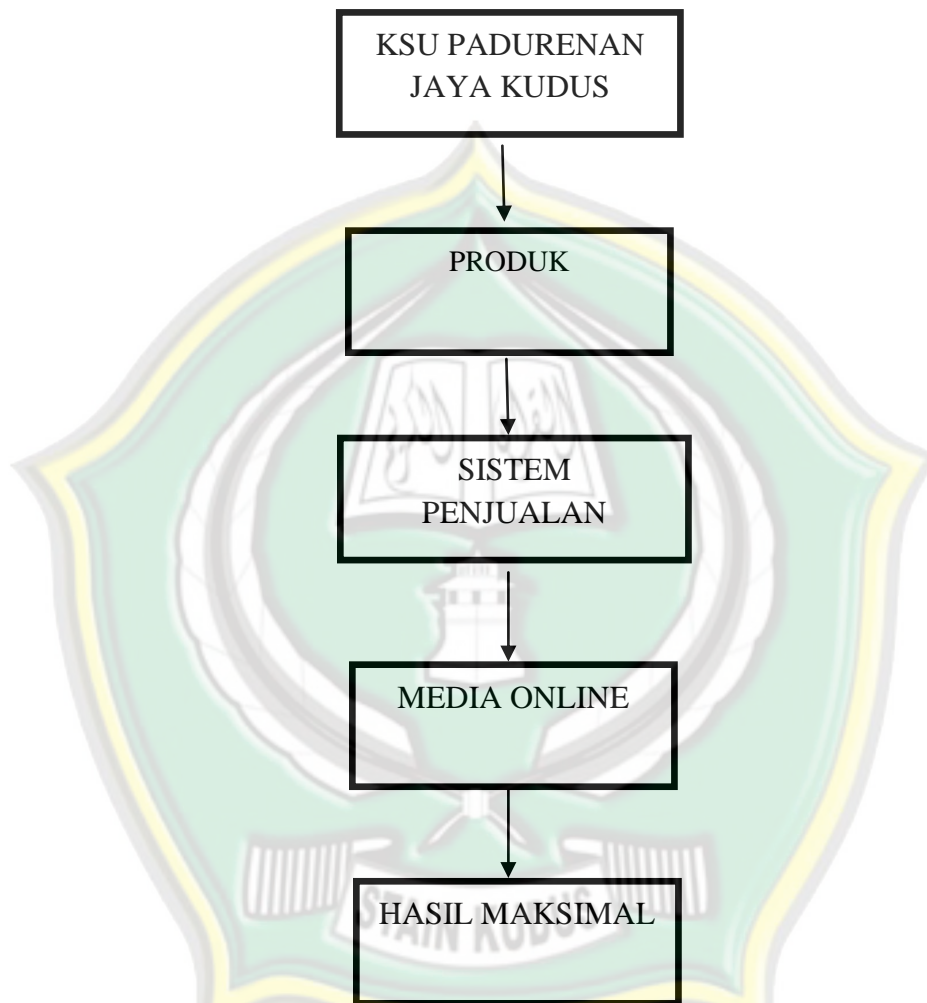 KSU PADURENAN
JAYA KUDUS
PRODUK
SISTEM
PENJUALAN
MEDIA ONLINE
HASIL MAKSIMAL
STAIN KUDUS